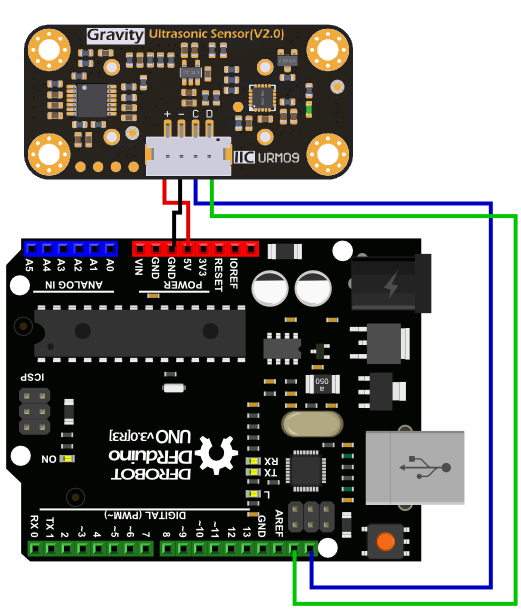 Gravity Ultrasonic Sensor(V2.0)
+ - C D
IIC URM09
A5 A4 A3 A2 A1 A0
VIN GND GND 5V 3V3 RESET IOREF
ANALOG IN
POWER
ICSP
050
a
ON
UNO v3.0[R3]
DFRduino
DFROBOT
RX
TX
L
DIGITAL (PWM~)
RX 0 TX 1 2 ~3 4 ~5 ~6 7 8 ~9 ~10 ~11 12 13 GND AREF